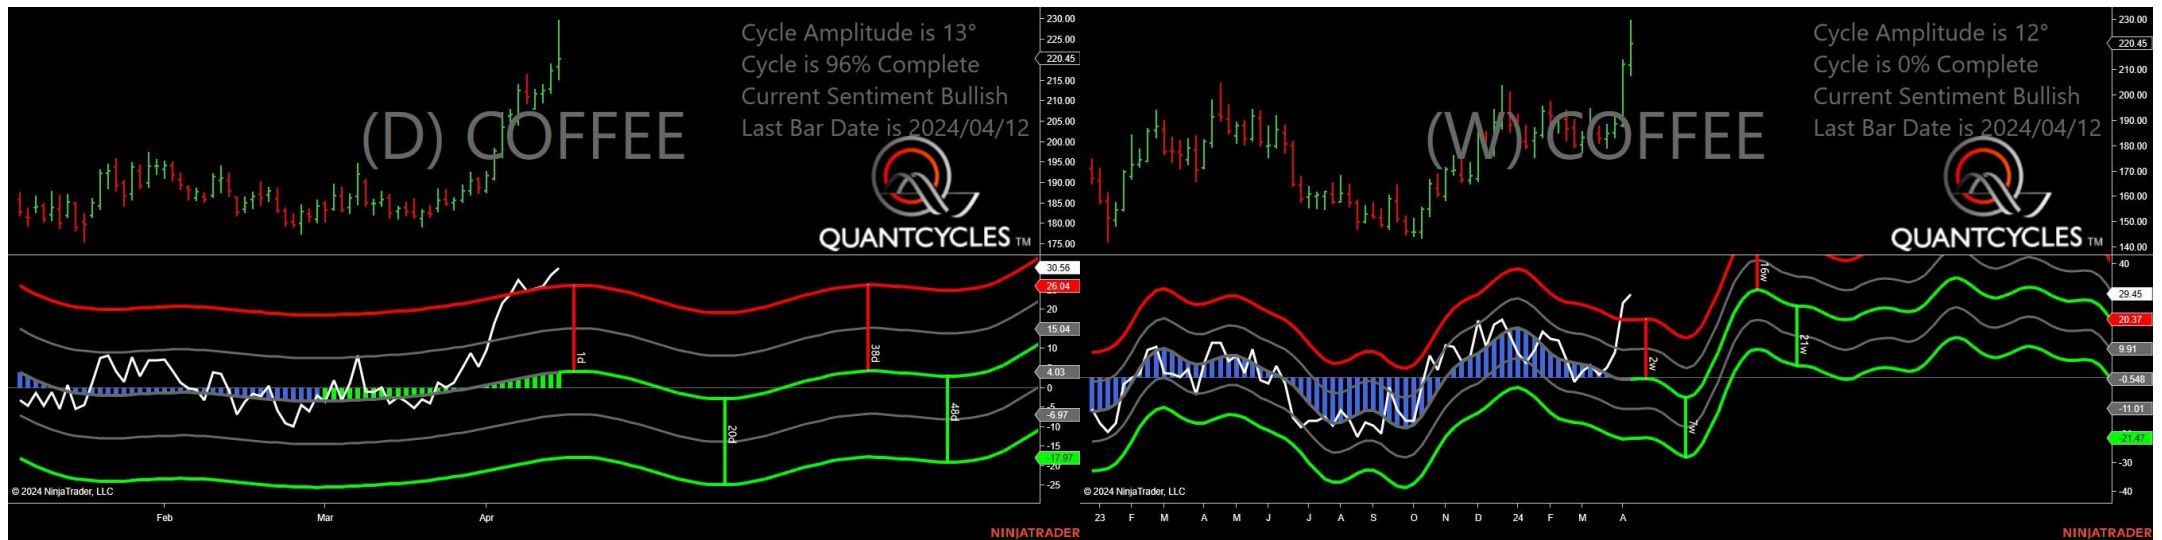 Cycle Amplitude is 13°
Cycle is 96% Complete
Current Sentiment Bullish
Last Bar Date is 2024/04/12
(D) COFFEE
QUANTCYCLES TM
230.00
225.00
220.45
215.00
210.00
205.00
200.00
195.00
190.00
185.00
180.00
175.00
30.56
26.04
20
15.04
10
4.03
0
-6.97
-10
-15
-17.97
-20
-25
1d
20d
38d
48d
© 2024 NinjaTrader, LLC
Feb
Mar
Apr
NINJATRADER
Cycle Amplitude is 12°
Cycle is 0% Complete
Current Sentiment Bullish
Last Bar Date is 2024/04/12
(W) COFFEE
QUANTCYCLES TM
230.00
220.45
210.00
200.00
190.00
180.00
170.00
160.00
150.00
140.00
40
29.45
20.37
9.91
-0.548
-11.01
-21.47
-30
-40
2w
7w
16w
21w
© 2024 NinjaTrader, LLC
23 F M A M J J A S O N D 24 F M A
NINJATRADER